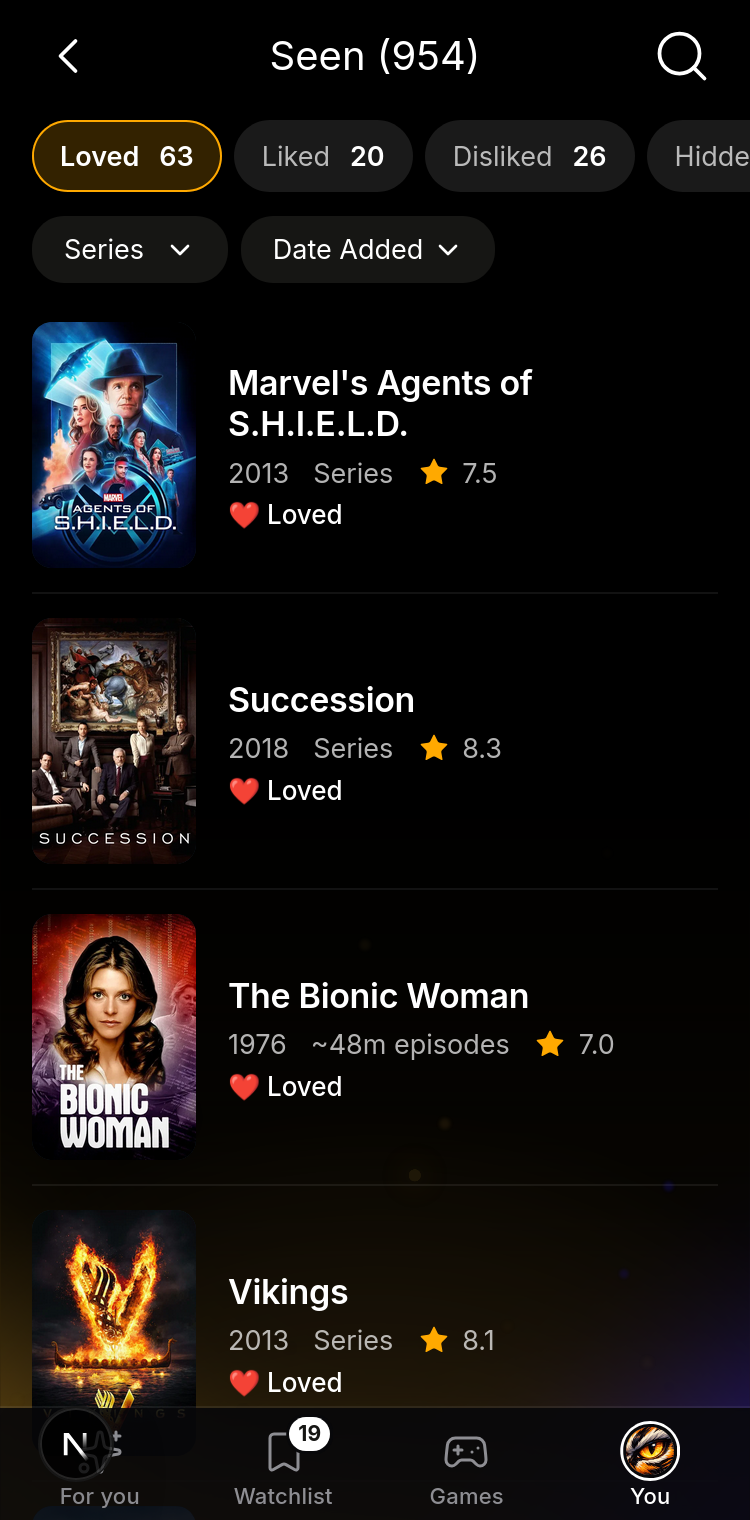 Seen (954)
Loved 63 Liked 20 Disliked 26 Hidde
Series Date Added
MARVEL
AGENTS OF
S.H.I.E.L.D.
Marvel's Agents of
S.H.I.E.L.D.
2013 Series 7.5
Loved
SUCCESSION
Succession
2018 Series 8.3
Loved
THE
BIONIC
WOMAN
The Bionic Woman
1976 ~48m episodes 7.0
Loved
Vikings
2013 Series 8.1
Loved
N
19
For you Watchlist Games You